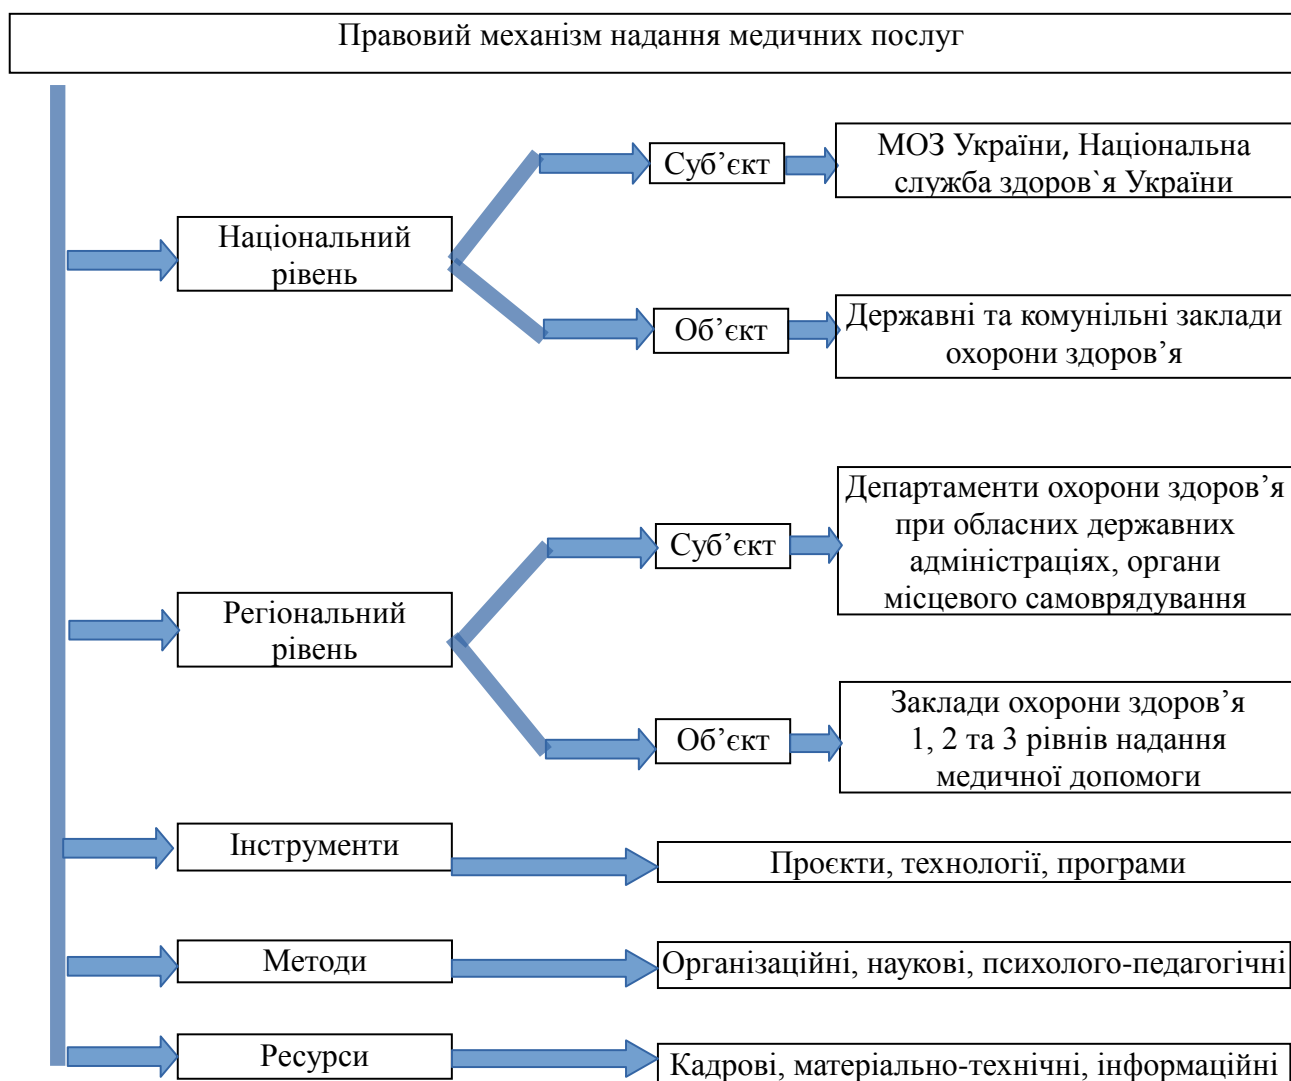 Правовий механізм надання медичних послуг
Суб’єкт
МОЗ України, Національна
служба здоров`я України
Національний
рівень
Об’єкт
Державні та комунільні заклади
охорони здоров’я
Суб’єкт
Департаменти охорони здоров’я
при обласних державних
адміністраціях, органи
місцевого самоврядування
Регіональний
рівень
Об’єкт
Заклади охорони здоров’я
1, 2 та 3 рівнів надання
медичної допомоги
Інструменти
Проєкти, технології, програми
Методи
Організаційні, наукові, психолого-педагогічні
Ресурси
Кадрові, матеріально-технічні, інформаційні